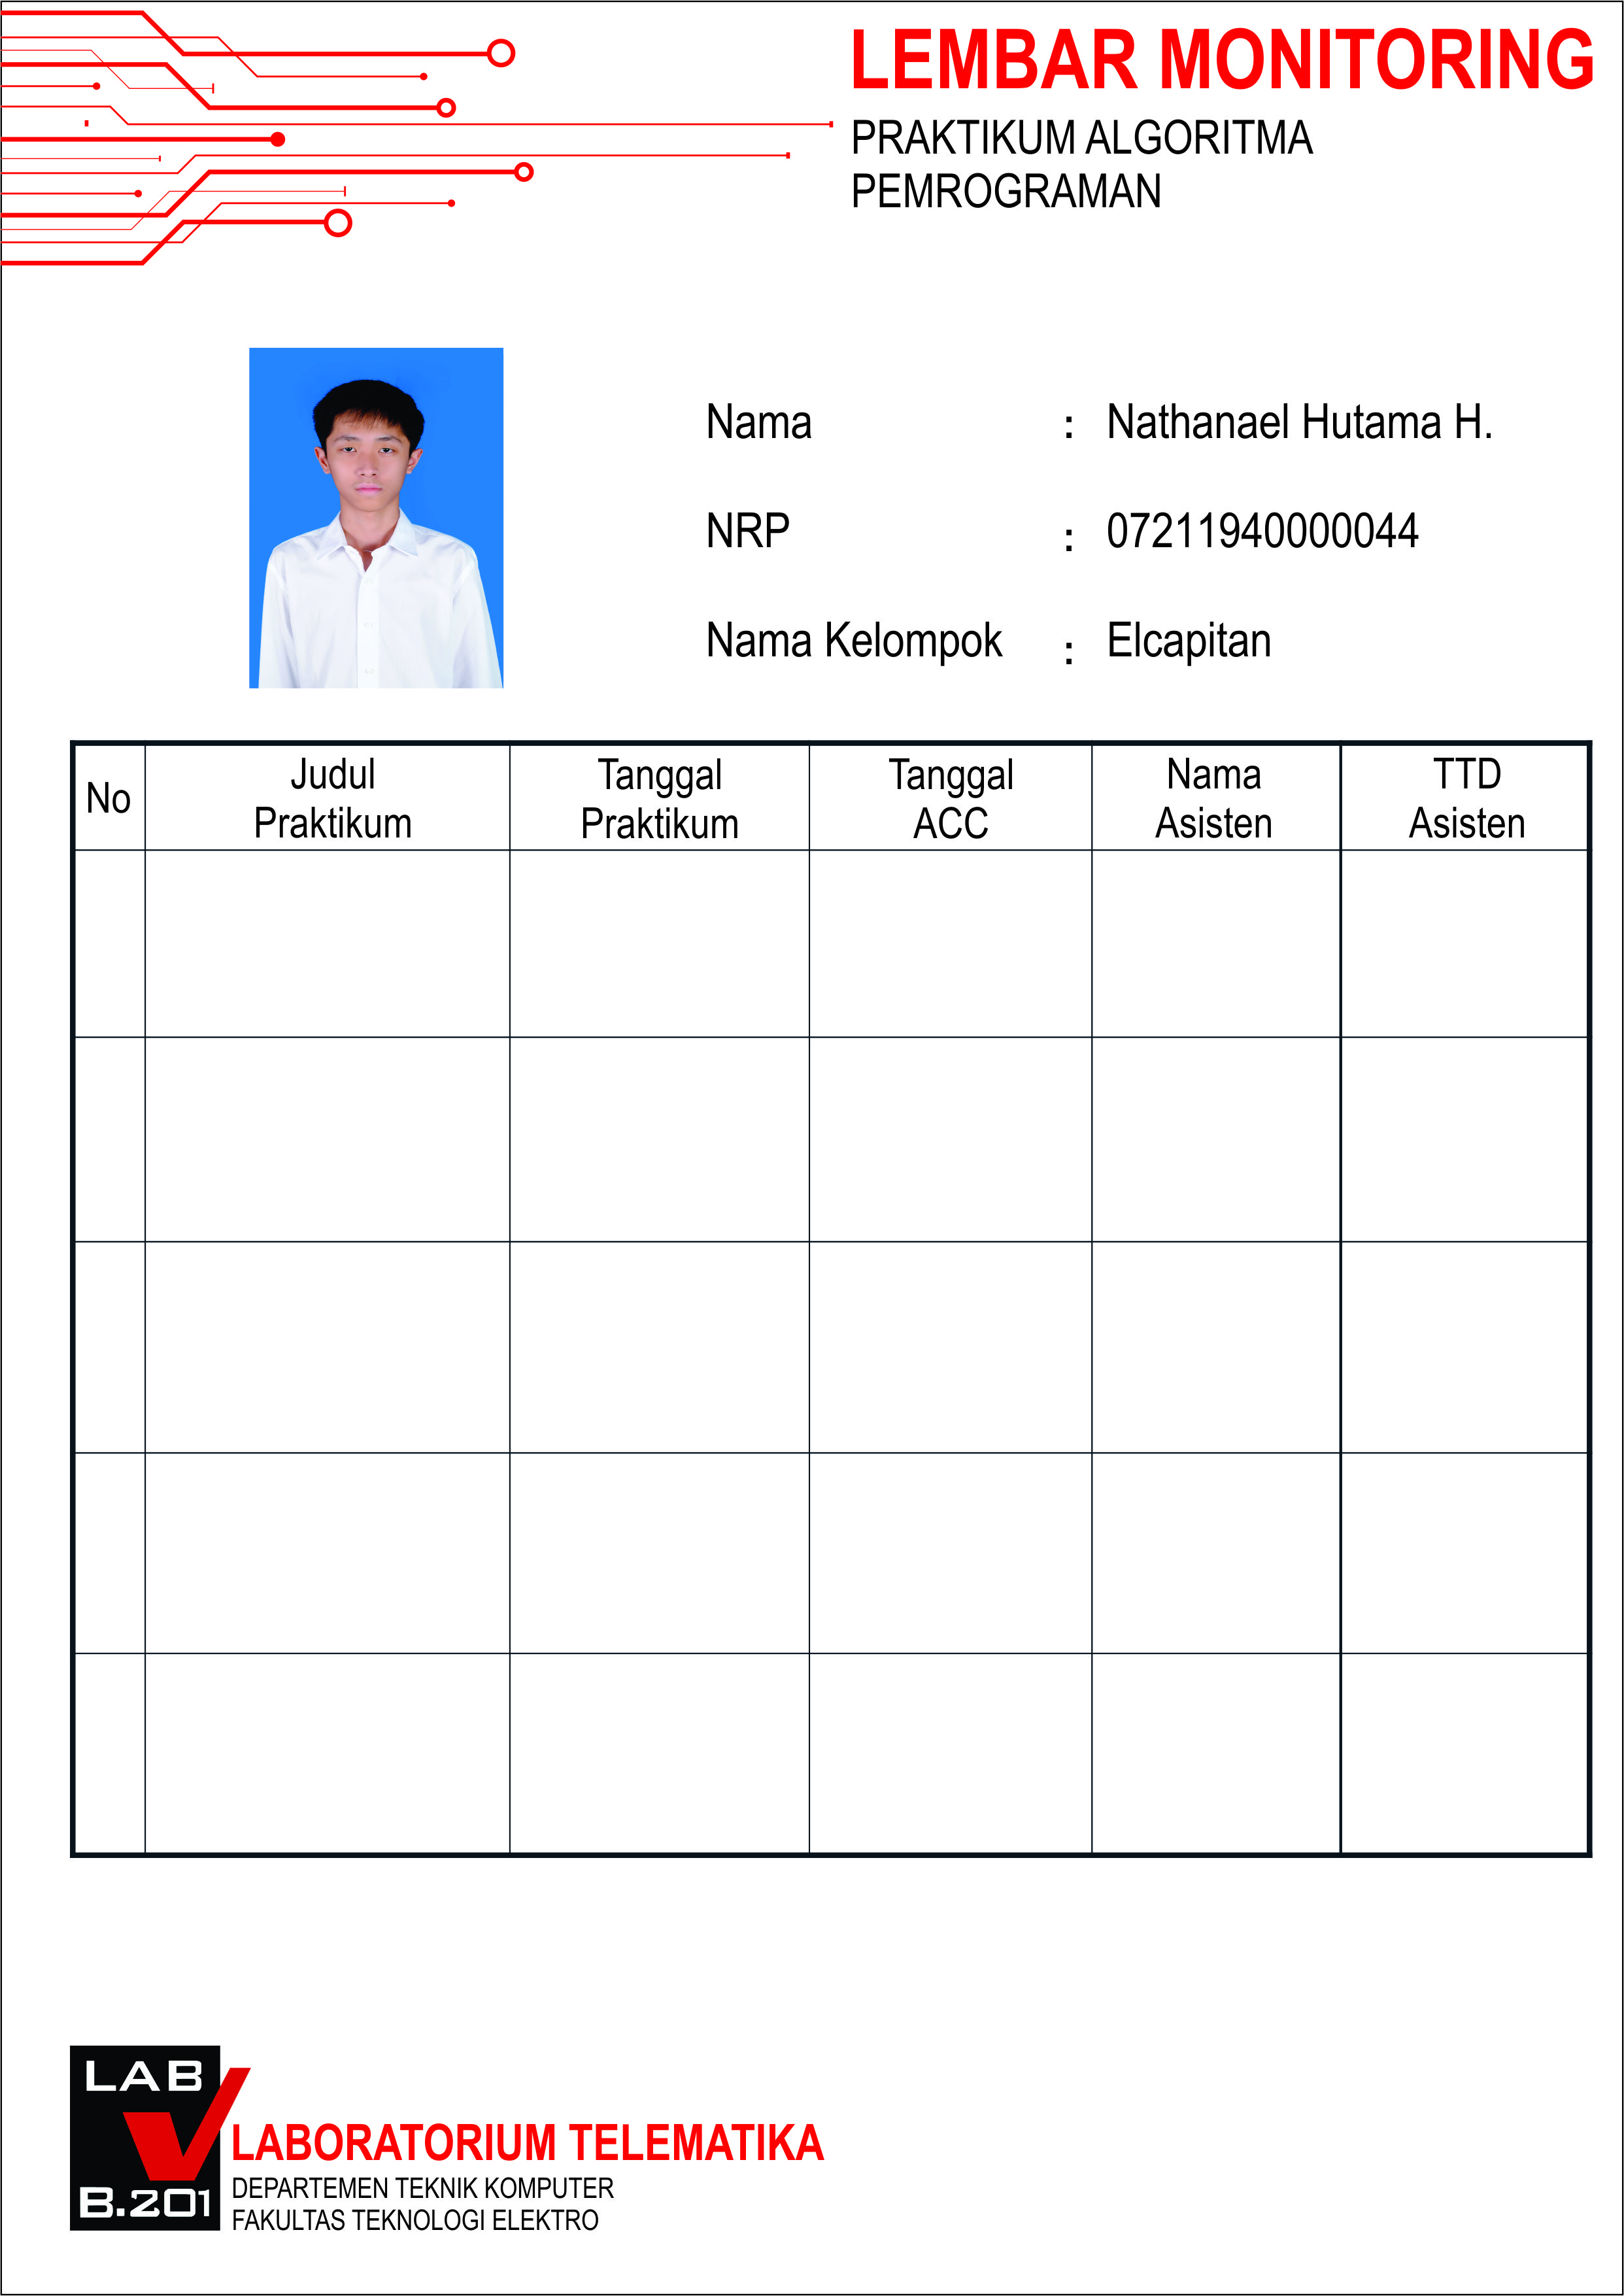 LEMBAR MONITORING
PRAKTIKUM ALGORITMA
PEMROGRAMAN
Nama : Nathanael Hutama H.
NRP : 07211940000044
Nama Kelompok : Elcapitan
No
Judul
Praktikum
Tanggal
Praktikum
Tanggal
ACC
Nama
Asisten
TTD
Asisten
LAB
B.201
LABORATORIUM TELEMATIKA
DEPARTEMEN TEKNIK KOMPUTER
FAKULTAS TEKNOLOGI ELEKTRO